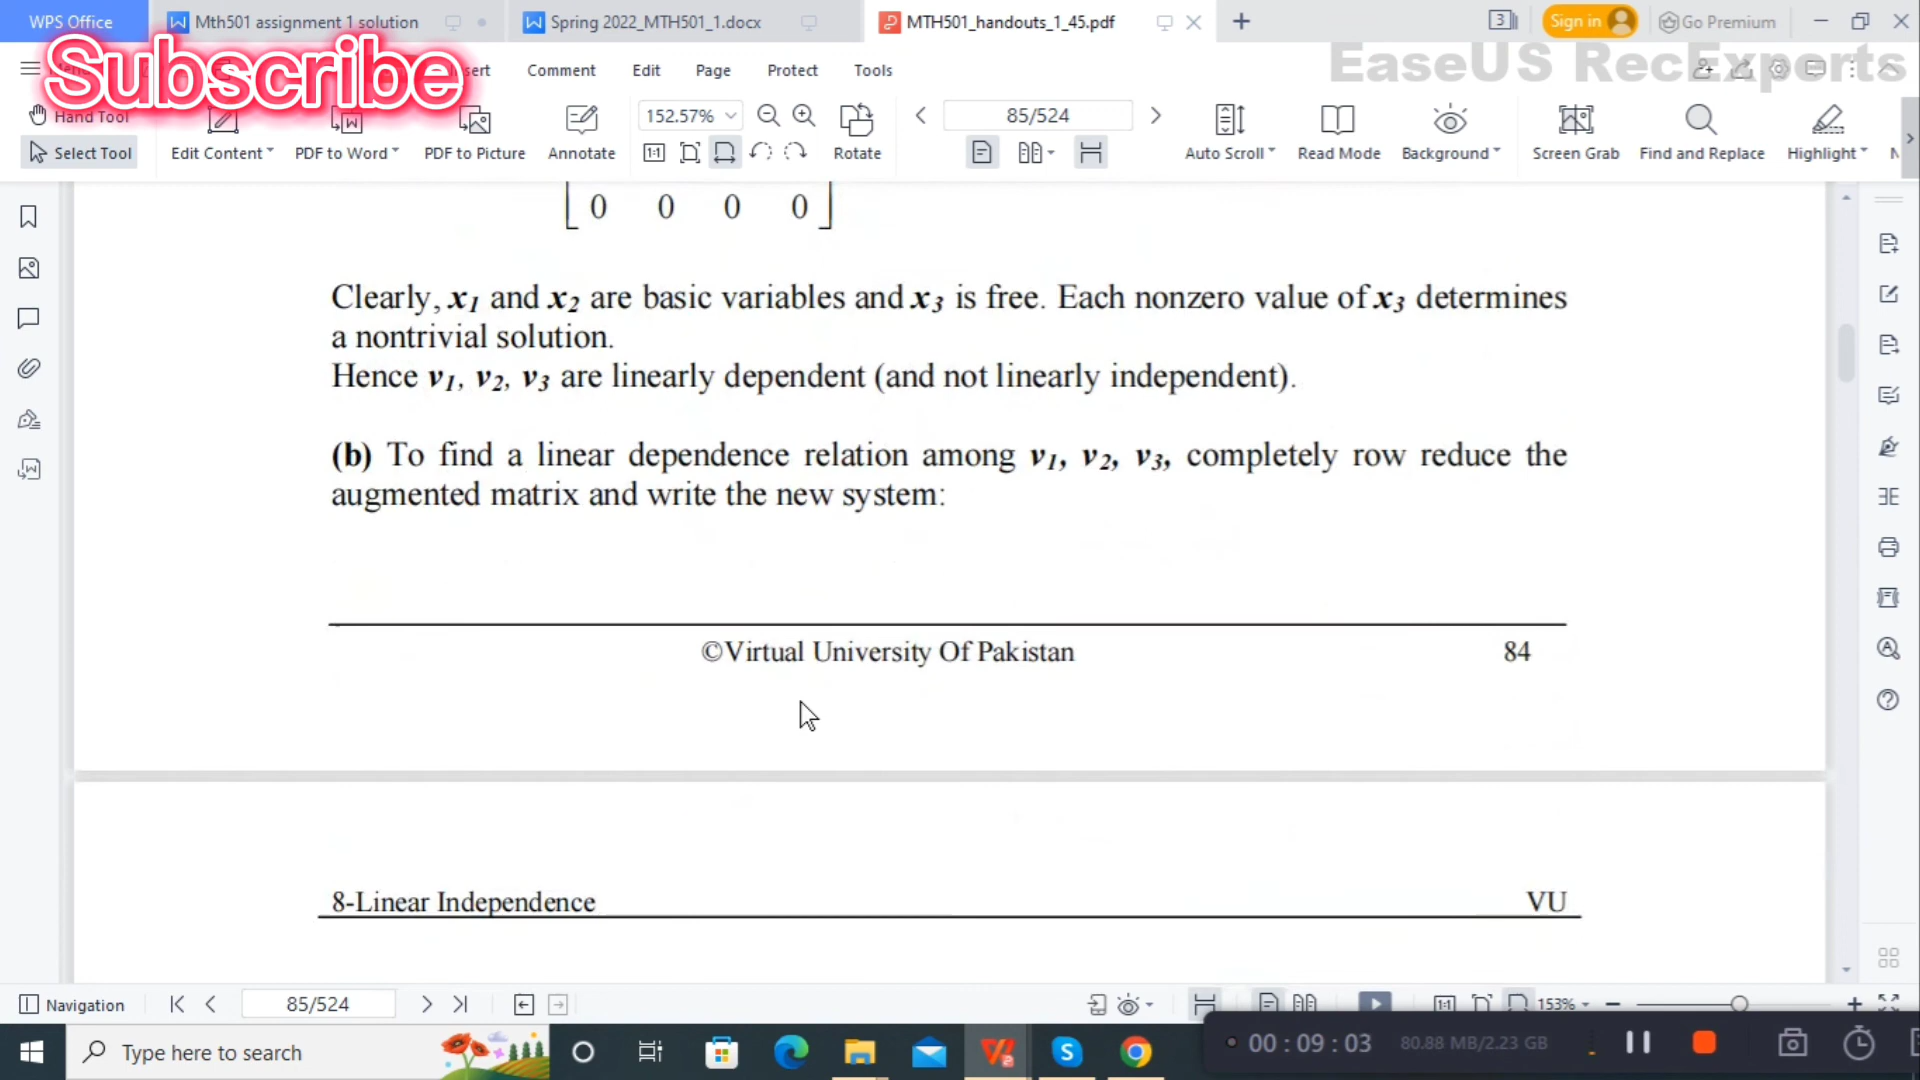 WPS Office
Mth501 assignment 1 solution
Spring 2022_MTH501_1.docx
MTH501_handouts_1_45.pdf
3
Sign in
Go Premium
Subscribe
EaseUS RecExperts
Comment
Edit
Page
Protect
Tools
Hand Tool
152.57%
85/524
Select Tool
Edit Content
PDF to Word
PDF to Picture
Annotate
1:1
Rotate
Auto Scroll
Read Mode
Background
Screen Grab
Find and Replace
Highlight
0 0 0 0
Clearly, x1 and x2 are basic variables and x3 is free. Each nonzero value of x3 determines
a nontrivial solution.
Hence v1, v2, v3 are linearly dependent (and not linearly independent).
(b) To find a linear dependence relation among v1, v2, v3, completely row reduce the
augmented matrix and write the new system:
©Virtual University Of Pakistan 84
8-Linear Independence VU
Navigation
85/524
153%
Type here to search
00 : 09 : 03
80.88 MB/2.23 GB